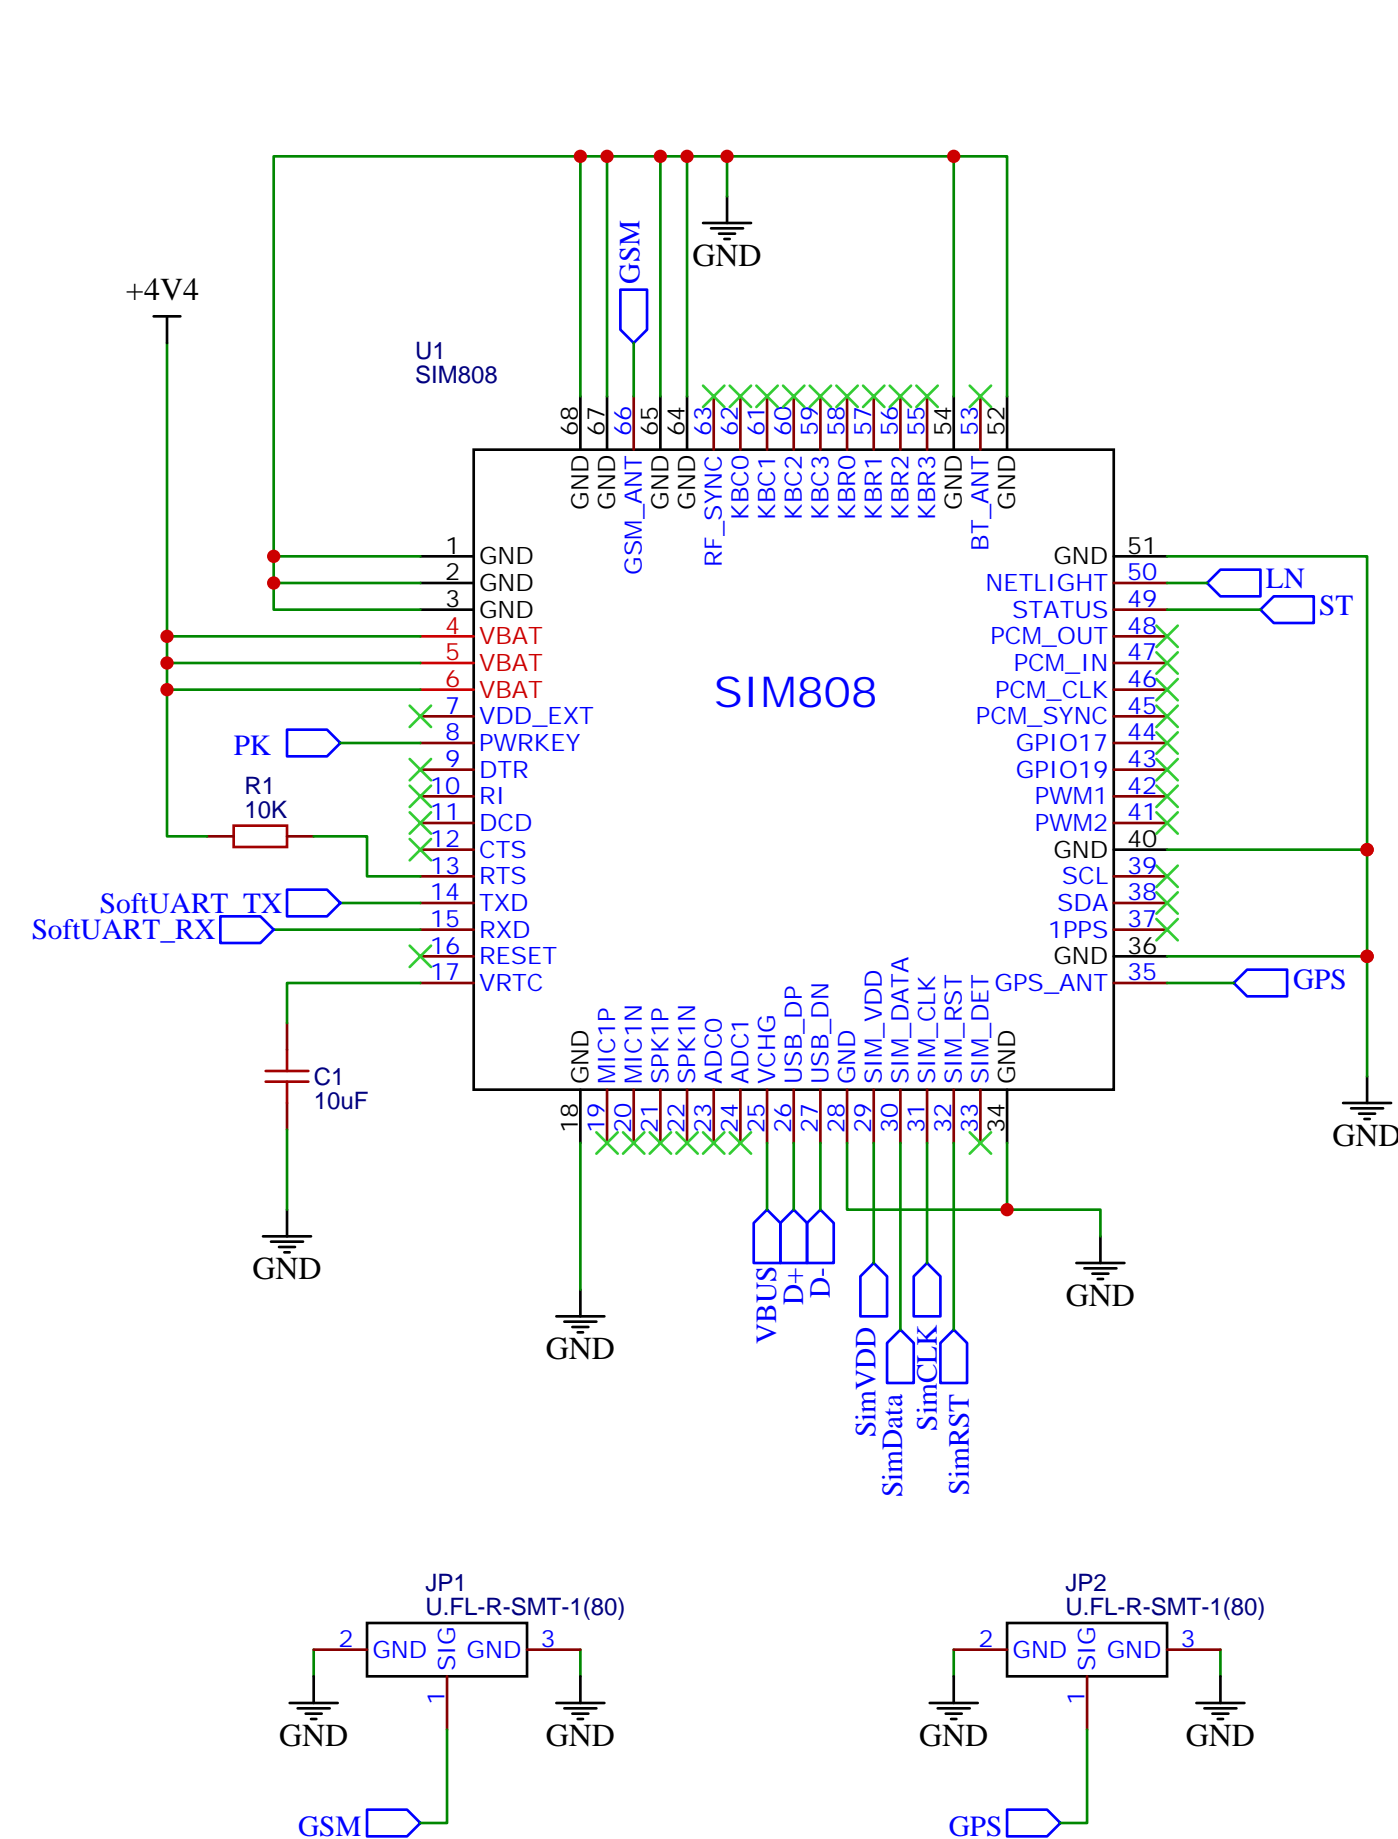 GSM
GND
+4V4
U1
SIM808
68 67 66 65 64 63 62 61 60 59 58 57 56 55 54 53 52
GND GND GSM_ANT GND GND RF_SYNC KBC0 KBC1 KBC2 KBC3 KBR0 KBR1 KBR2 KBR3 GND BT_ANT GND
1 GND
2 GND
3 GND
4 VBAT
5 VBAT
6 VBAT
7 VDD_EXT
PK 8 PWRKEY
9 DTR
R1
10K
10 RI
11 DCD
12 CTS
13 RTS
SoftUART_TX 14 TXD
SoftUART_RX 15 RXD
16 RESET
17 VRTC
SIM808
GND 51
NETLIGHT 50 LN
STATUS 49 ST
PCM_OUT 48
PCM_IN 47
PCM_CLK 46
PCM_SYNC 45
GPIO17 44
GPIO19 43
PWM1 42
PWM2 41
GND 40
SCL 39
SDA 38
1PPS 37
GND 36
GPS_ANT 35 GPS
GND MIC1P MIC1N SPK1P SPK1N ADC0 ADC1 VCHG USB_DP USB_DN GND SIM_VDD SIM_DATA SIM_CLK SIM_RST SIM_DET GND
18 19 20 21 22 23 24 25 26 27 28 29 30 31 32 33 34
C1
10uF
GND
GND
GND
GND
VBUS D+ D- SimVDD SimData SimCLK SimRST
JP1
U.FL-R-SMT-1(80)
2 GND SIG GND 3
1
GND GND
GSM
JP2
U.FL-R-SMT-1(80)
2 GND SIG GND 3
1
GND GND
GPS